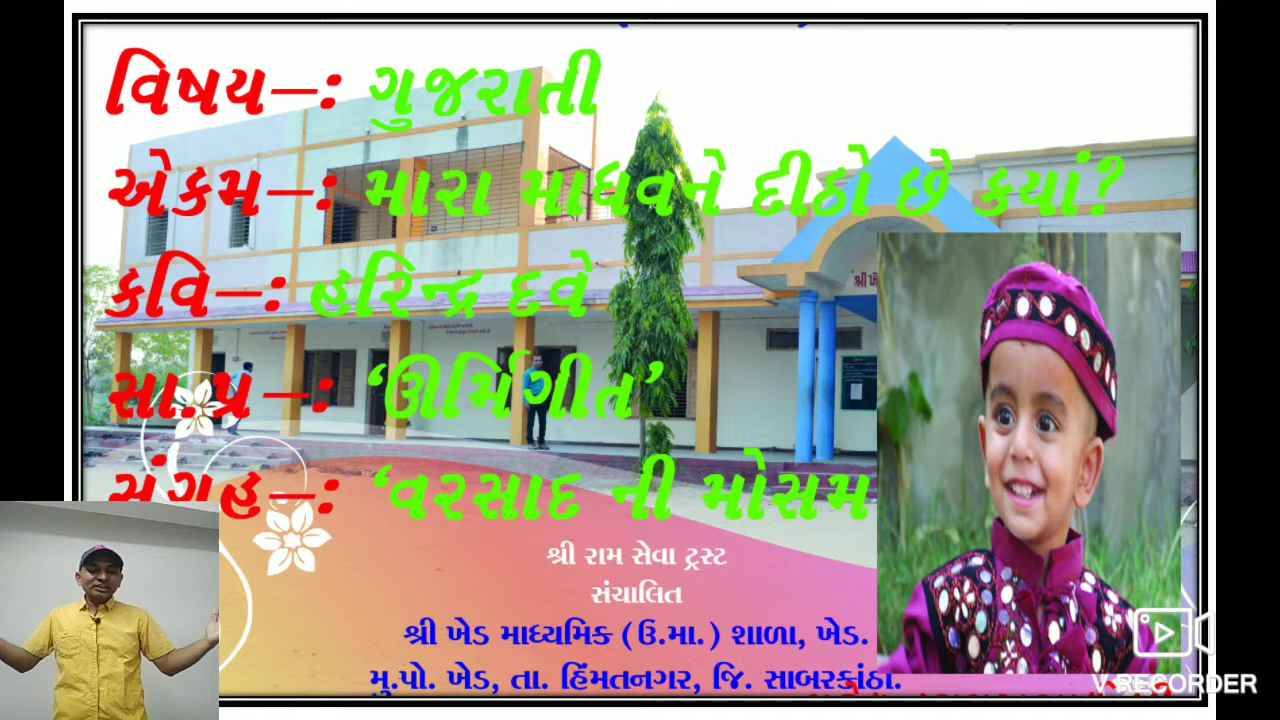 વિષય–: ગુજરાતી
એકમ–: મારા માધવને દીઠો છે ક્યાં?
કવિ–: હરિન્દ્ર દવે
સા.પ્ર–: ‘ઊર્મિગીત’
સંગ્રહ–: ‘વરસાદ ની મોસમ
શ્રી રામ સેવા ટ્રસ્ટ
સંચાલિત
શ્રી ખેડ માધ્યમિક (ઉ.મા.) શાળા, ખેડ.
મુ.પો. ખેડ, તા. હિંમતનગર, જિ. સાબરકાંઠા.
V RECORDER